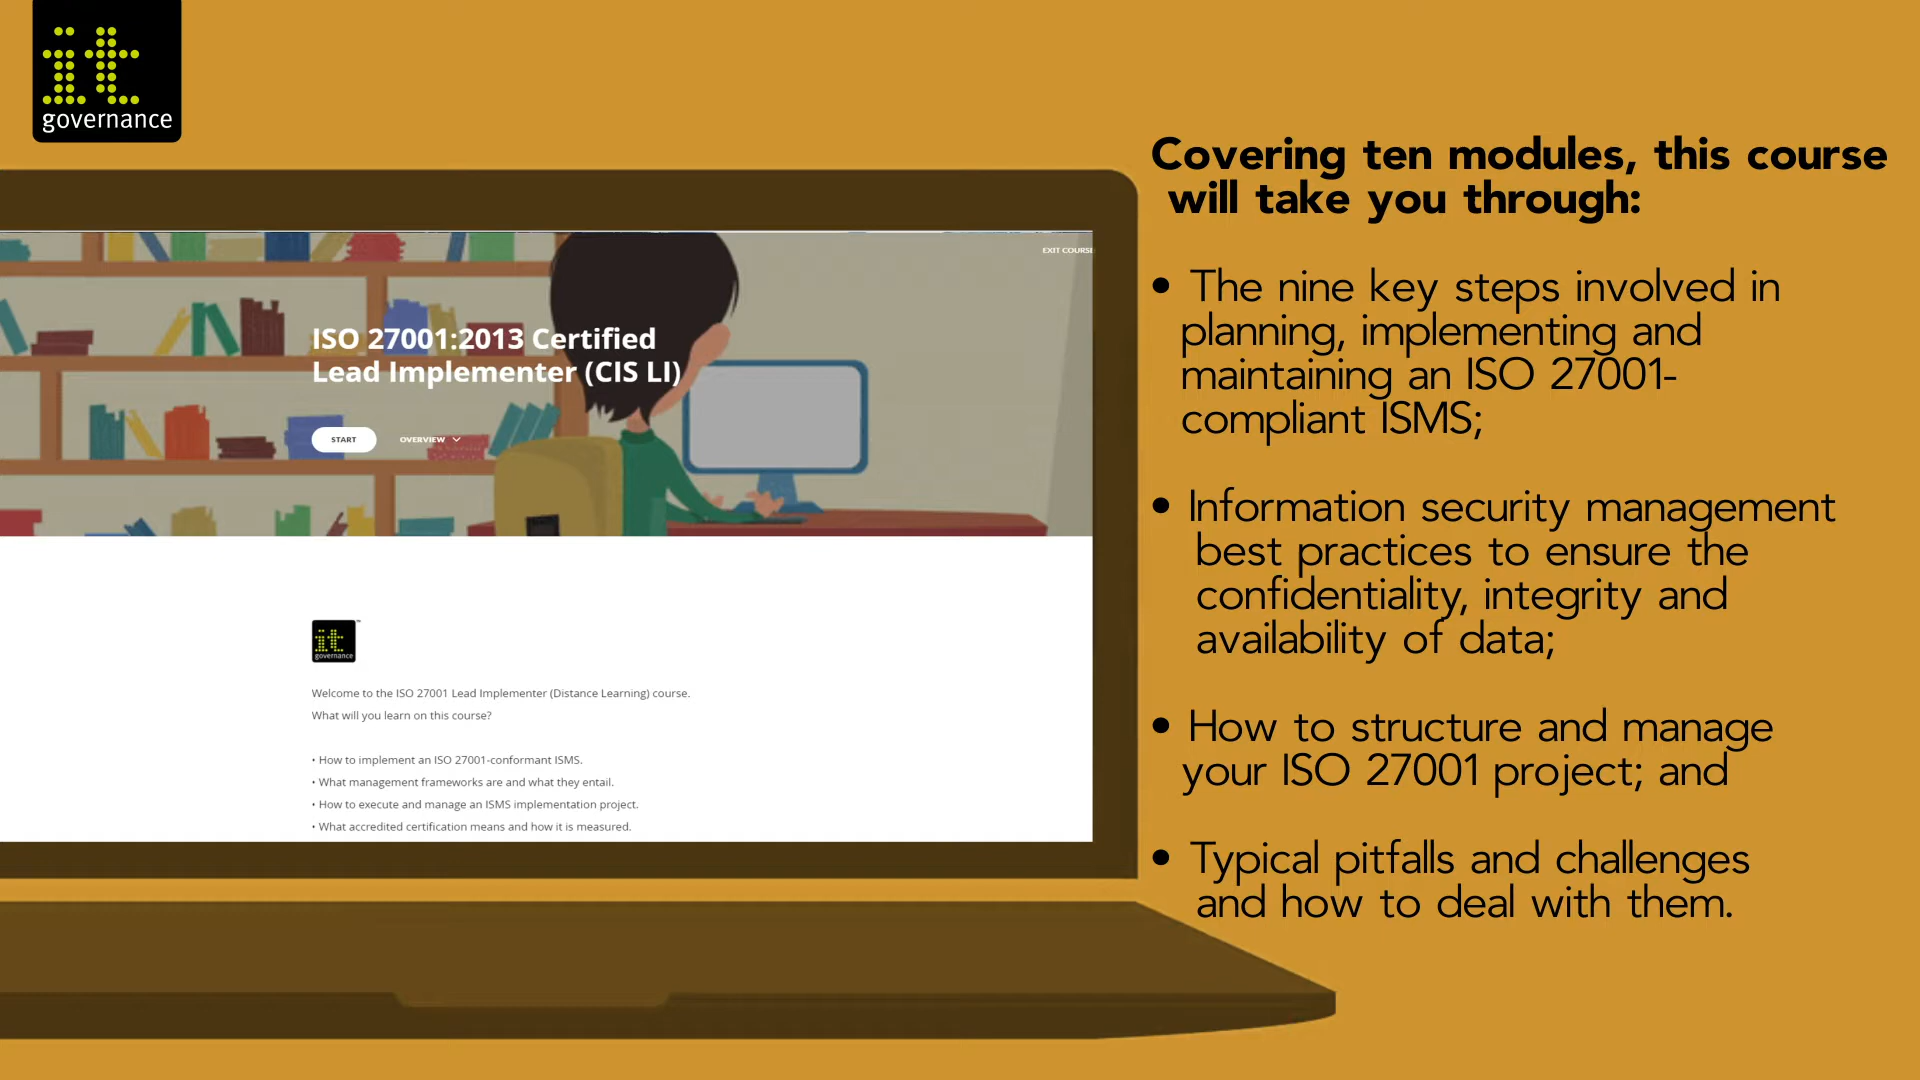 it
governance
Covering ten modules, this course
will take you through:
• The nine key steps involved in
planning, implementing and
maintaining an ISO 27001-
compliant ISMS;
• Information security management
best practices to ensure the
confidentiality, integrity and
availability of data;
• How to structure and manage
your ISO 27001 project; and
• Typical pitfalls and challenges
and how to deal with them.
EXIT COURSE
ISO 27001:2013 Certified
Lead Implementer (CIS LI)
START
OVERVIEW
it
governance
Welcome to the ISO 27001 Lead Implementer (Distance Learning) course.
What will you learn on this course?
• How to implement an ISO 27001-conformant ISMS.
• What management frameworks are and what they entail.
• How to execute and manage an ISMS implementation project.
• What accredited certification means and how it is measured.